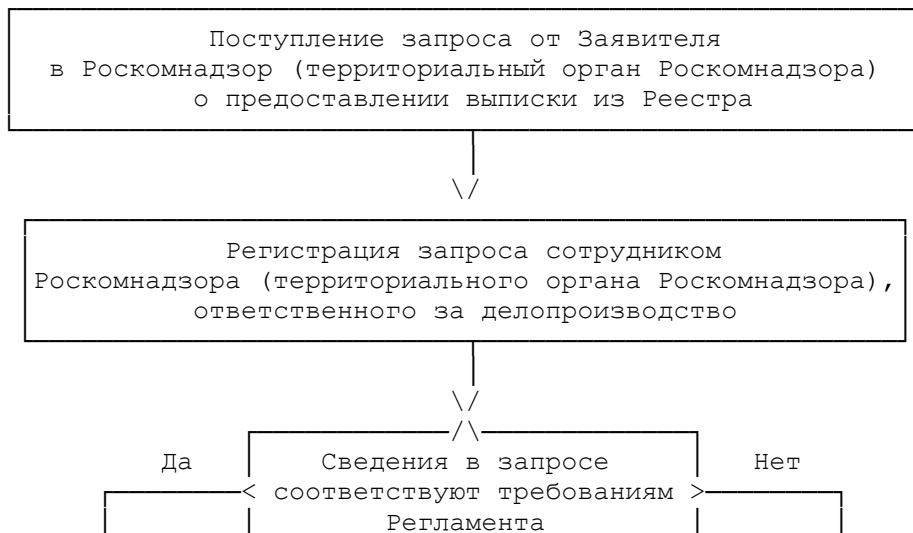 Поступление запроса от Заявителя
в Роскомнадзор (территориальный орган Роскомнадзора)
о предоставлении выписки из Реестра
Регистрация запроса сотрудником
Роскомнадзора (территориального органа Роскомнадзора),
ответственного за делопроизводство
Да Сведения в запросе Нет
соответствуют требованиям
Регламента